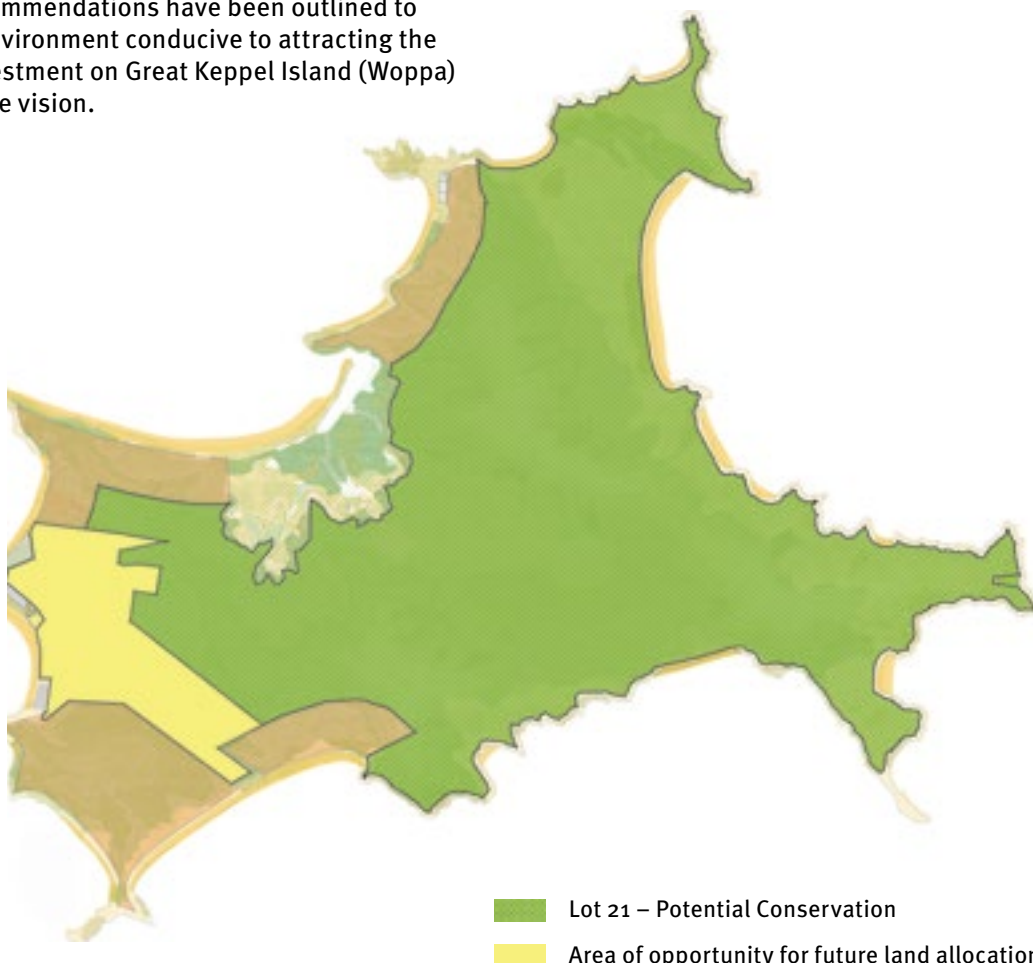 mmendations have been outlined to
vironment conducive to attracting the
estment on Great Keppel Island (Woppa)
e vision.
Lot 21 – Potential Conservation
Area of opportunity for future land allocation